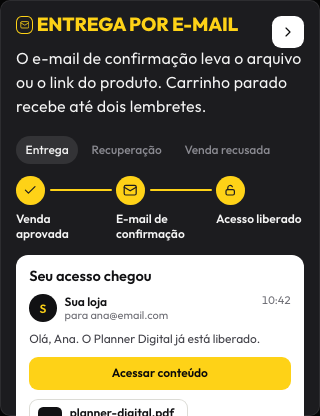 ENTREGA POR E-MAIL
O e-mail de confirmação leva o arquivo
ou o link do produto. Carrinho parado
recebe até dois lembretes.
Entrega
Recuperação
Venda recusada
Venda
aprovada
E-mail de
confirmação
Acesso liberado
Seu acesso chegou
S
Sua loja
10:42
para ana@email.com
Olá, Ana. O Planner Digital já está liberado.
Acessar conteúdo
planner-digital.pdf